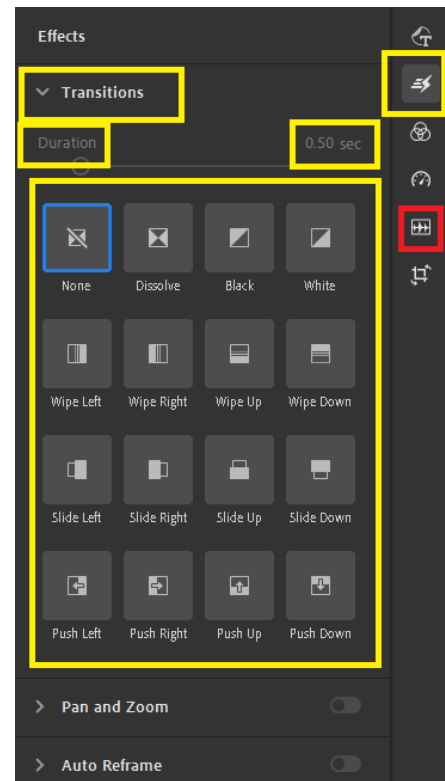 Effects
Transitions
Duration 0.50 sec
None Dissolve Black White
Wipe Left Wipe Right Wipe Up Wipe Down
Slide Left Slide Right Slide Up Slide Down
Push Left Push Right Push Up Push Down
Pan and Zoom
Auto Reframe